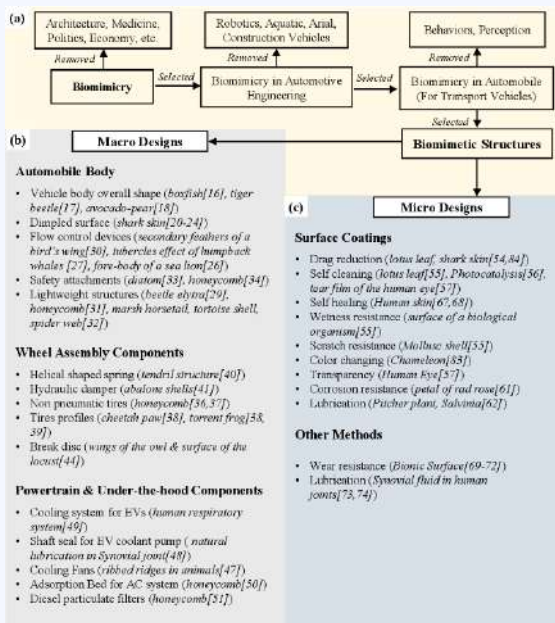 (a)
Architecture, Medicine,
Politics, Economy, etc.
Robotics, Aquatic, Arial,
Construction Vehicles
Behaviors, Perception
Removed
Removed
Removed
Biomimicry
Selected
Biomimicry in Automotive
Engineering
Selected
Biomimicry in Automobile
(For Transport Vehicles)
Selected
(b)
Macro Designs
Biomimetic Structures
Automobile Body
• Vehicle body overall shape (boxfish[16], tiger
beetle[17], avocado-pear[18])
• Dimpled surface (shark skin[20-24])
• Flow control devices (secondary feathers of a
bird's wing[30], tubercles effect of humpback
whales [27], fore-body of a sea lion[26])
• Safety attachments (diatom[33], honeycomb[34])
• Lightweight structures (beetle elytra[29],
honeycomb[31], marsh horsetail, tortoise shell,
spider web[32])
Wheel Assembly Components
• Helical shaped spring (tendril structure[40])
• Hydraulic damper (abalone shells[41])
• Non pneumatic tires (honeycomb[36,37])
• Tires profiles (cheetah paw[38], torrent frog[38,
39])
• Break disc (wings of the owl & surface of the
locust[44])
Powertrain & Under-the-hood Components
• Cooling system for EVs (human respiratory
system[49])
• Shaft seal for EV coolant pump ( natural
lubrication in Synovial joint[48])
• Cooling Fans (ribbed ridges in animals[47])
• Adsorption Bed for AC system (honeycomb[50])
• Diesel particulate filters (honeycomb[51])
(c)
Micro Designs
Surface Coatings
• Drag reduction (lotus leaf, shark skin[54,84])
• Self cleaning (lotus leaf[55], Photocatalysis[56],
tear film of the human eye[57])
• Self healing (Human skin[67,68])
• Wetness resistance (surface of a biological
organism[55])
• Scratch resistance (Mollusc shell[55])
• Color changing (Chameleon[83])
• Transparency (Human Eye[57])
• Corrosion resistance (petal of rad rose[61])
• Lubrication (Pitcher plant, Salvinia[62])
Other Methods
• Wear resistance (Bionic Surface[69-72])
• Lubrication (Synovial fluid in human
joints[73,74])